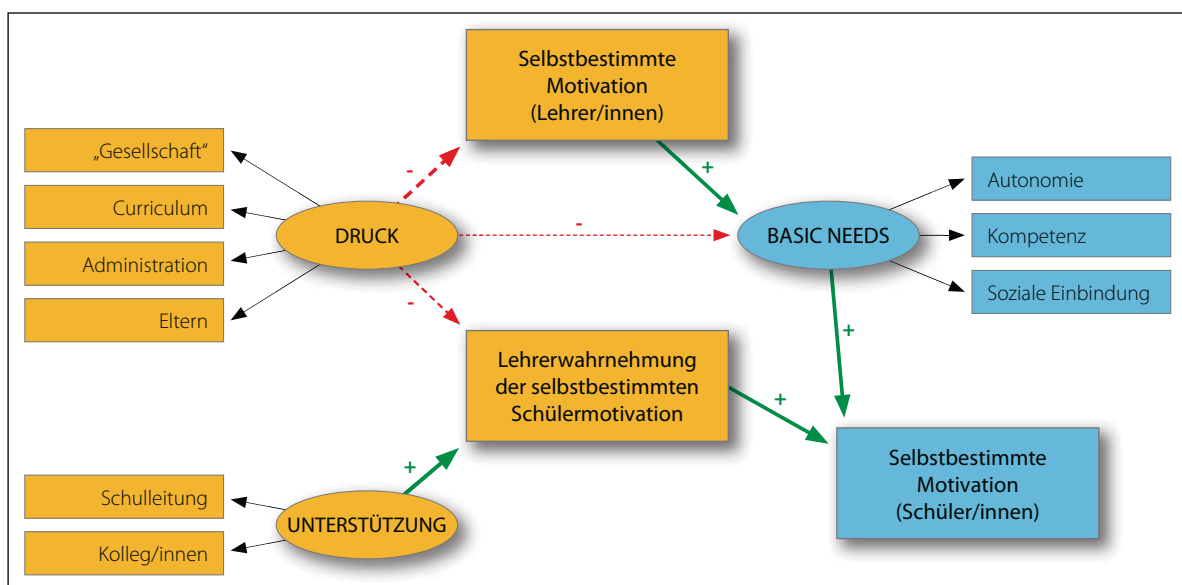 Selbstbestimmte
Motivation
(Lehrer/innen)
„Gesellschaft“
Curriculum
Administration
Eltern
-
+
DRUCK
-
BASIC NEEDS
Autonomie
Kompetenz
Soziale Einbindung
-
+
Lehrerwahrnehmung
der selbstbestimmten
Schülermotivation
+
+
Schulleitung
Kolleg/innen
UNTERSTÜTZUNG
Selbstbestimmte
Motivation
(Schüler/innen)